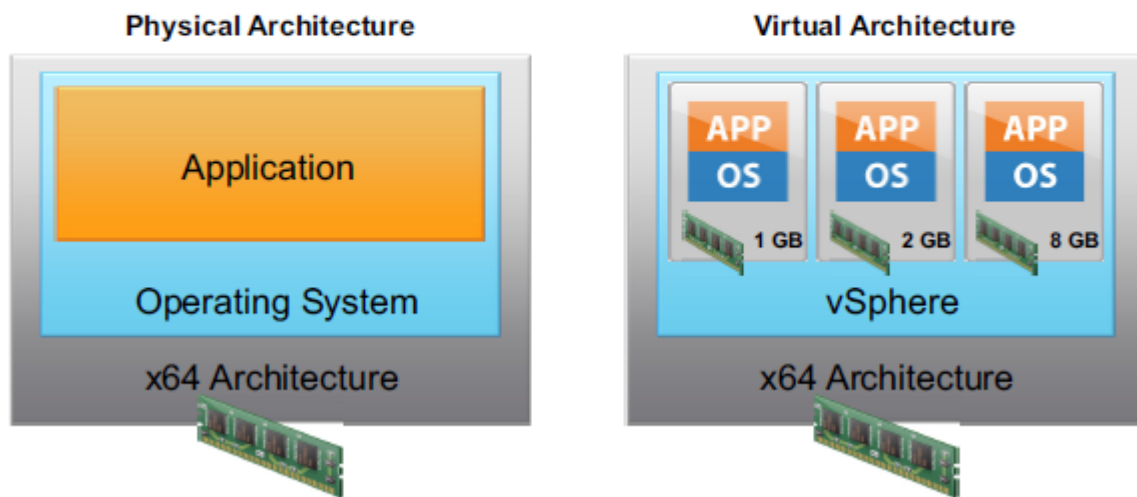 Physical Architecture
Application
Operating System
x64 Architecture
Virtual Architecture
APP
OS
1 GB
APP
OS
2 GB
APP
OS
8 GB
vSphere
x64 Architecture